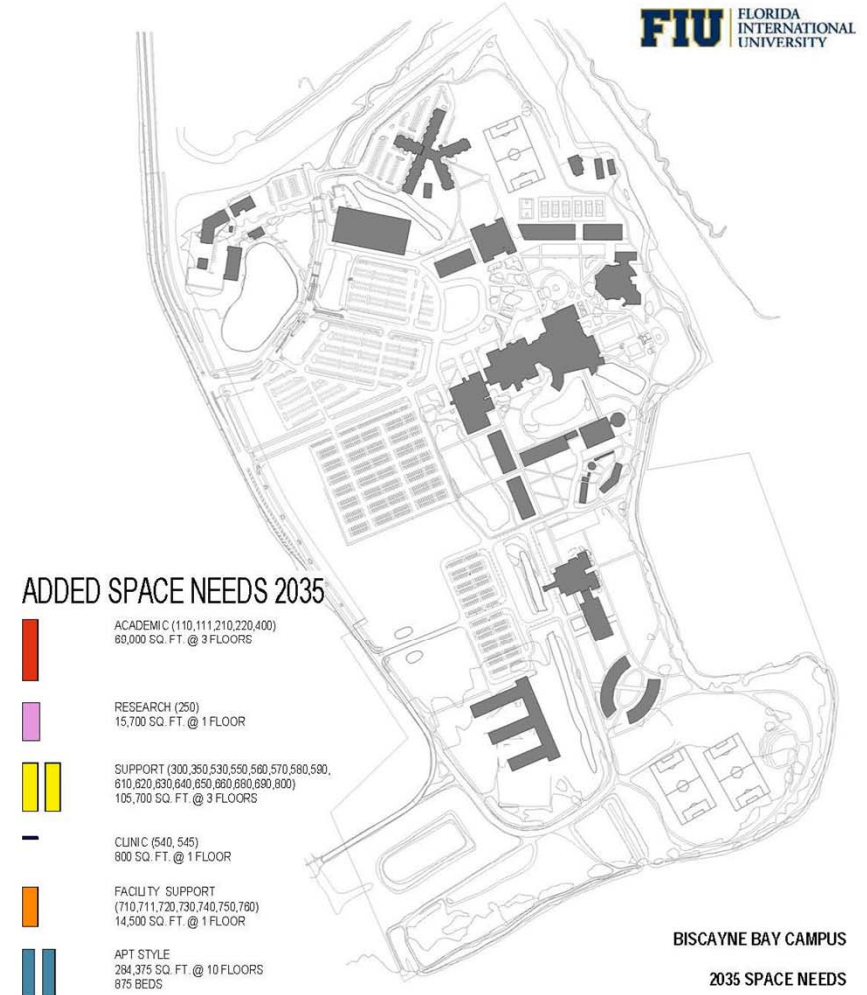 FIU FLORIDA
INTERNATIONAL
UNIVERSITY
ADDED SPACE NEEDS 2035
ACADEMIC (110,111,210,220,400)
69,000 SQ. FT. @ 3 FLOORS
RESEARCH (250)
15,700 SQ. FT. @ 1 FLOOR
SUPPORT (300,350,530,550,560,570,580,590,
610,620,630,640,650,660,680,690,800)
105,700 SQ. FT. @ 3 FLOORS
CLINIC (540, 545)
800 SQ. FT. @ 1 FLOOR
FACILITY SUPPORT
(710,711,720,730,740,750,760)
14,500 SQ. FT. @ 1 FLOOR
APT STYLE
284,375 SQ. FT. @ 10 FLOORS
875 BEDS
BISCAYNE BAY CAMPUS
2035 SPACE NEEDS